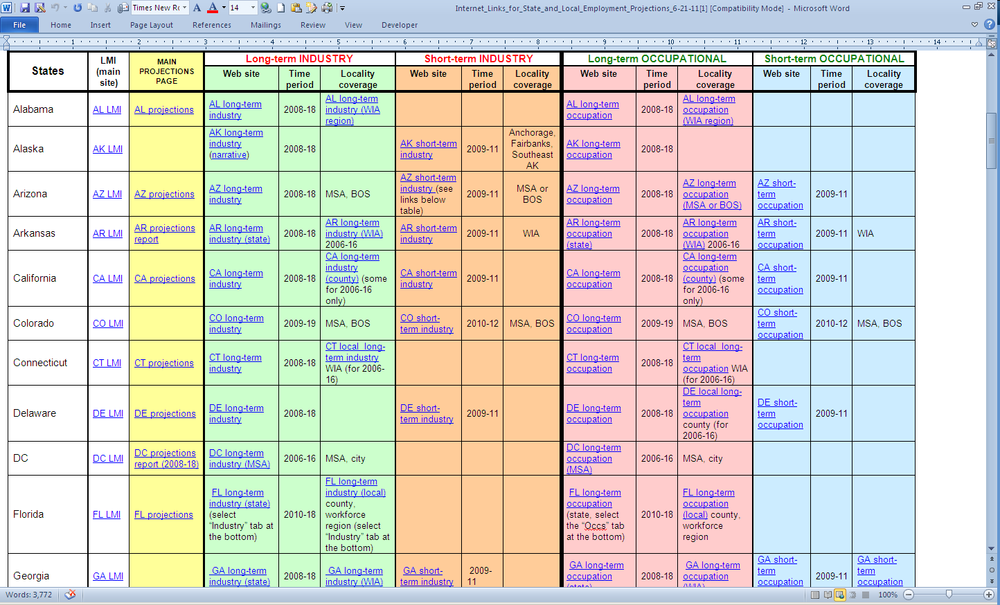 Times New Ro
14
Internet_Links_for_State_and_Local_Employment_Projections_6-21-11[1] [Compatibility Mode] - Microsoft Word
File Home Insert Page Layout References Mailings Review View Developer
1 2 3 4 5 6 7 8 9 10 11 12 13 14
States
LMI
(main
site)
MAIN
PROJECTIONS
PAGE
Long-term INDUSTRY
Short-term INDUSTRY
Long-term OCCUPATIONAL
Short-term OCCUPATIONAL
Web site
Time
period
Locality
coverage
Web site
Time
period
Locality
coverage
Web site
Time
period
Locality
coverage
Web site
Time
period
Locality
coverage
Alabama
AL LMI
AL projections
AL long-term
industry
2008-18
AL long-term
industry (WIA
region)
AL long-term
occupation
2008-18
AL long-term
occupation
(WIA region)
Alaska
AK LMI
AK long-term
industry
(narrative)
2008-18
AK short-term
industry
2009-11
Anchorage,
Fairbanks,
Southeast
AK
AK long-term
occupation
2008-18
Arizona
AZ LMI
AZ projections
AZ long-term
industry
2008-18
MSA, BOS
AZ short-term
industry (see
links below
table)
2009-11
MSA or
BOS
AZ long-term
occupation
2008-18
AZ long-term
occupation
(MSA or BOS)
AZ short-
term
occupation
2009-11
Arkansas
AR LMI
AR projections
report
AR long-term
industry (state)
2008-18
AR long-term
industry (WIA)
2006-16
AR short-term
industry
2009-11
WIA
AR long-term
occupation
(state)
2008-18
AR long-term
occupation
(WIA) 2006-16
AR short-
term
occupation
2009-11
WIA
California
CA LMI
CA projections
CA long-term
industry
2008-18
CA long-term
industry
(county) (some
for 2006-16
only)
CA short-term
industry
2009-11
CA long-term
occupation
2008-18
CA long-term
occupation
(county) (some
for 2006-16
only)
CA short-
term
occupation
2009-11
Colorado
CO LMI
CO long-term
industry
2009-19
MSA, BOS
CO short-
term industry
2010-12
MSA, BOS
CO long-term
occupation
2009-19
MSA, BOS
CO short-
term
occupation
2010-12
MSA, BOS
Connecticut
CT LMI
CT projections
CT long-term
industry
2008-18
CT local long-
term industry
WIA (for 2006-
16)
CT long-term
occupation
2008-18
CT local long-
term
occupation WIA
(for 2006-16)
Delaware
DE LMI
DE projections
DE long-term
industry
2008-18
DE short-
term industry
2009-11
DE long-term
occupation
2008-18
DE local long-
term
occupation
county (for
2006-16)
DE short-
term
occupation
2009-11
DC
DC LMI
DC projections
report (2008-18)
DC long-term
industry (MSA)
2006-16
MSA, city
DC long-term
occupation
(MSA)
2006-16
MSA, city
Florida
FL LMI
FL projections
FL long-term
industry (state)
(select
“Industry” tab at
the bottom)
2010-18
FL long-term
industry (local)
county,
workforce
region (select
“Industry” tab at
the bottom)
FL long-term
occupation
(state, select
the “Occs” tab
at the bottom)
2010-18
FL long-term
occupation
(local) county,
workforce
region
Georgia
GA LMI
GA long-term
industry (state)
2008-18
GA long-term
industry (WIA)
GA short-
term industry
2009-
11
GA long-term
occupation
(state)
2008-18
GA long-term
occupation
(WIA)
GA short-
term
occupation
2009-11
GA short-
term
occupation
Words: 3,772
100%